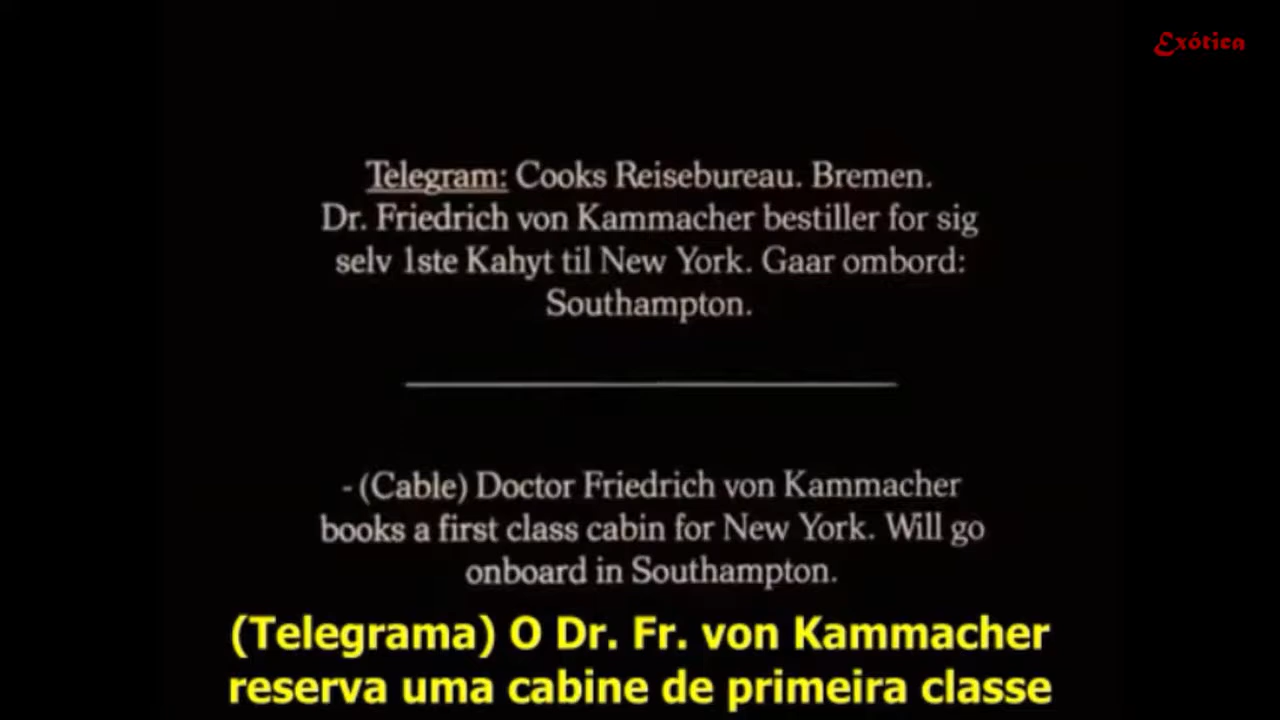 Exótica
Telegram: Cooks Reisebureau. Bremen.
Dr. Friedrich von Kammacher bestiller for sig
selv 1ste Kahyt til New York. Gaar ombord:
Southampton.
- (Cable) Doctor Friedrich von Kammacher
books a first class cabin for New York. Will go
onboard in Southampton.
(Telegrama) O Dr. Fr. von Kammacher
reserva uma cabine de primeira classe